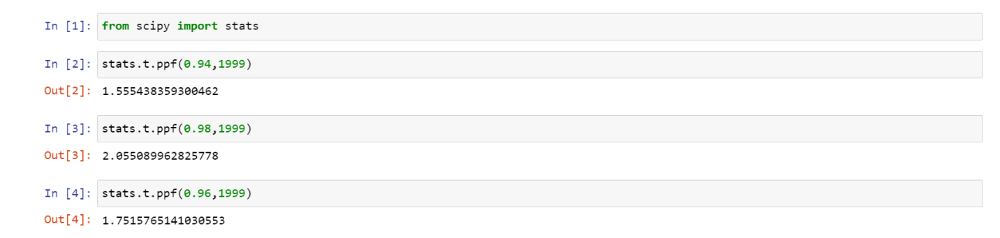 In [1]: from scipy import stats
In [2]: stats.t.ppf(0.94,1999)
Out[2]: 1.555438359300462
In [3]: stats.t.ppf(0.98,1999)
Out[3]: 2.055089962825778
In [4]: stats.t.ppf(0.96,1999)
Out[4]: 1.7515765141030553